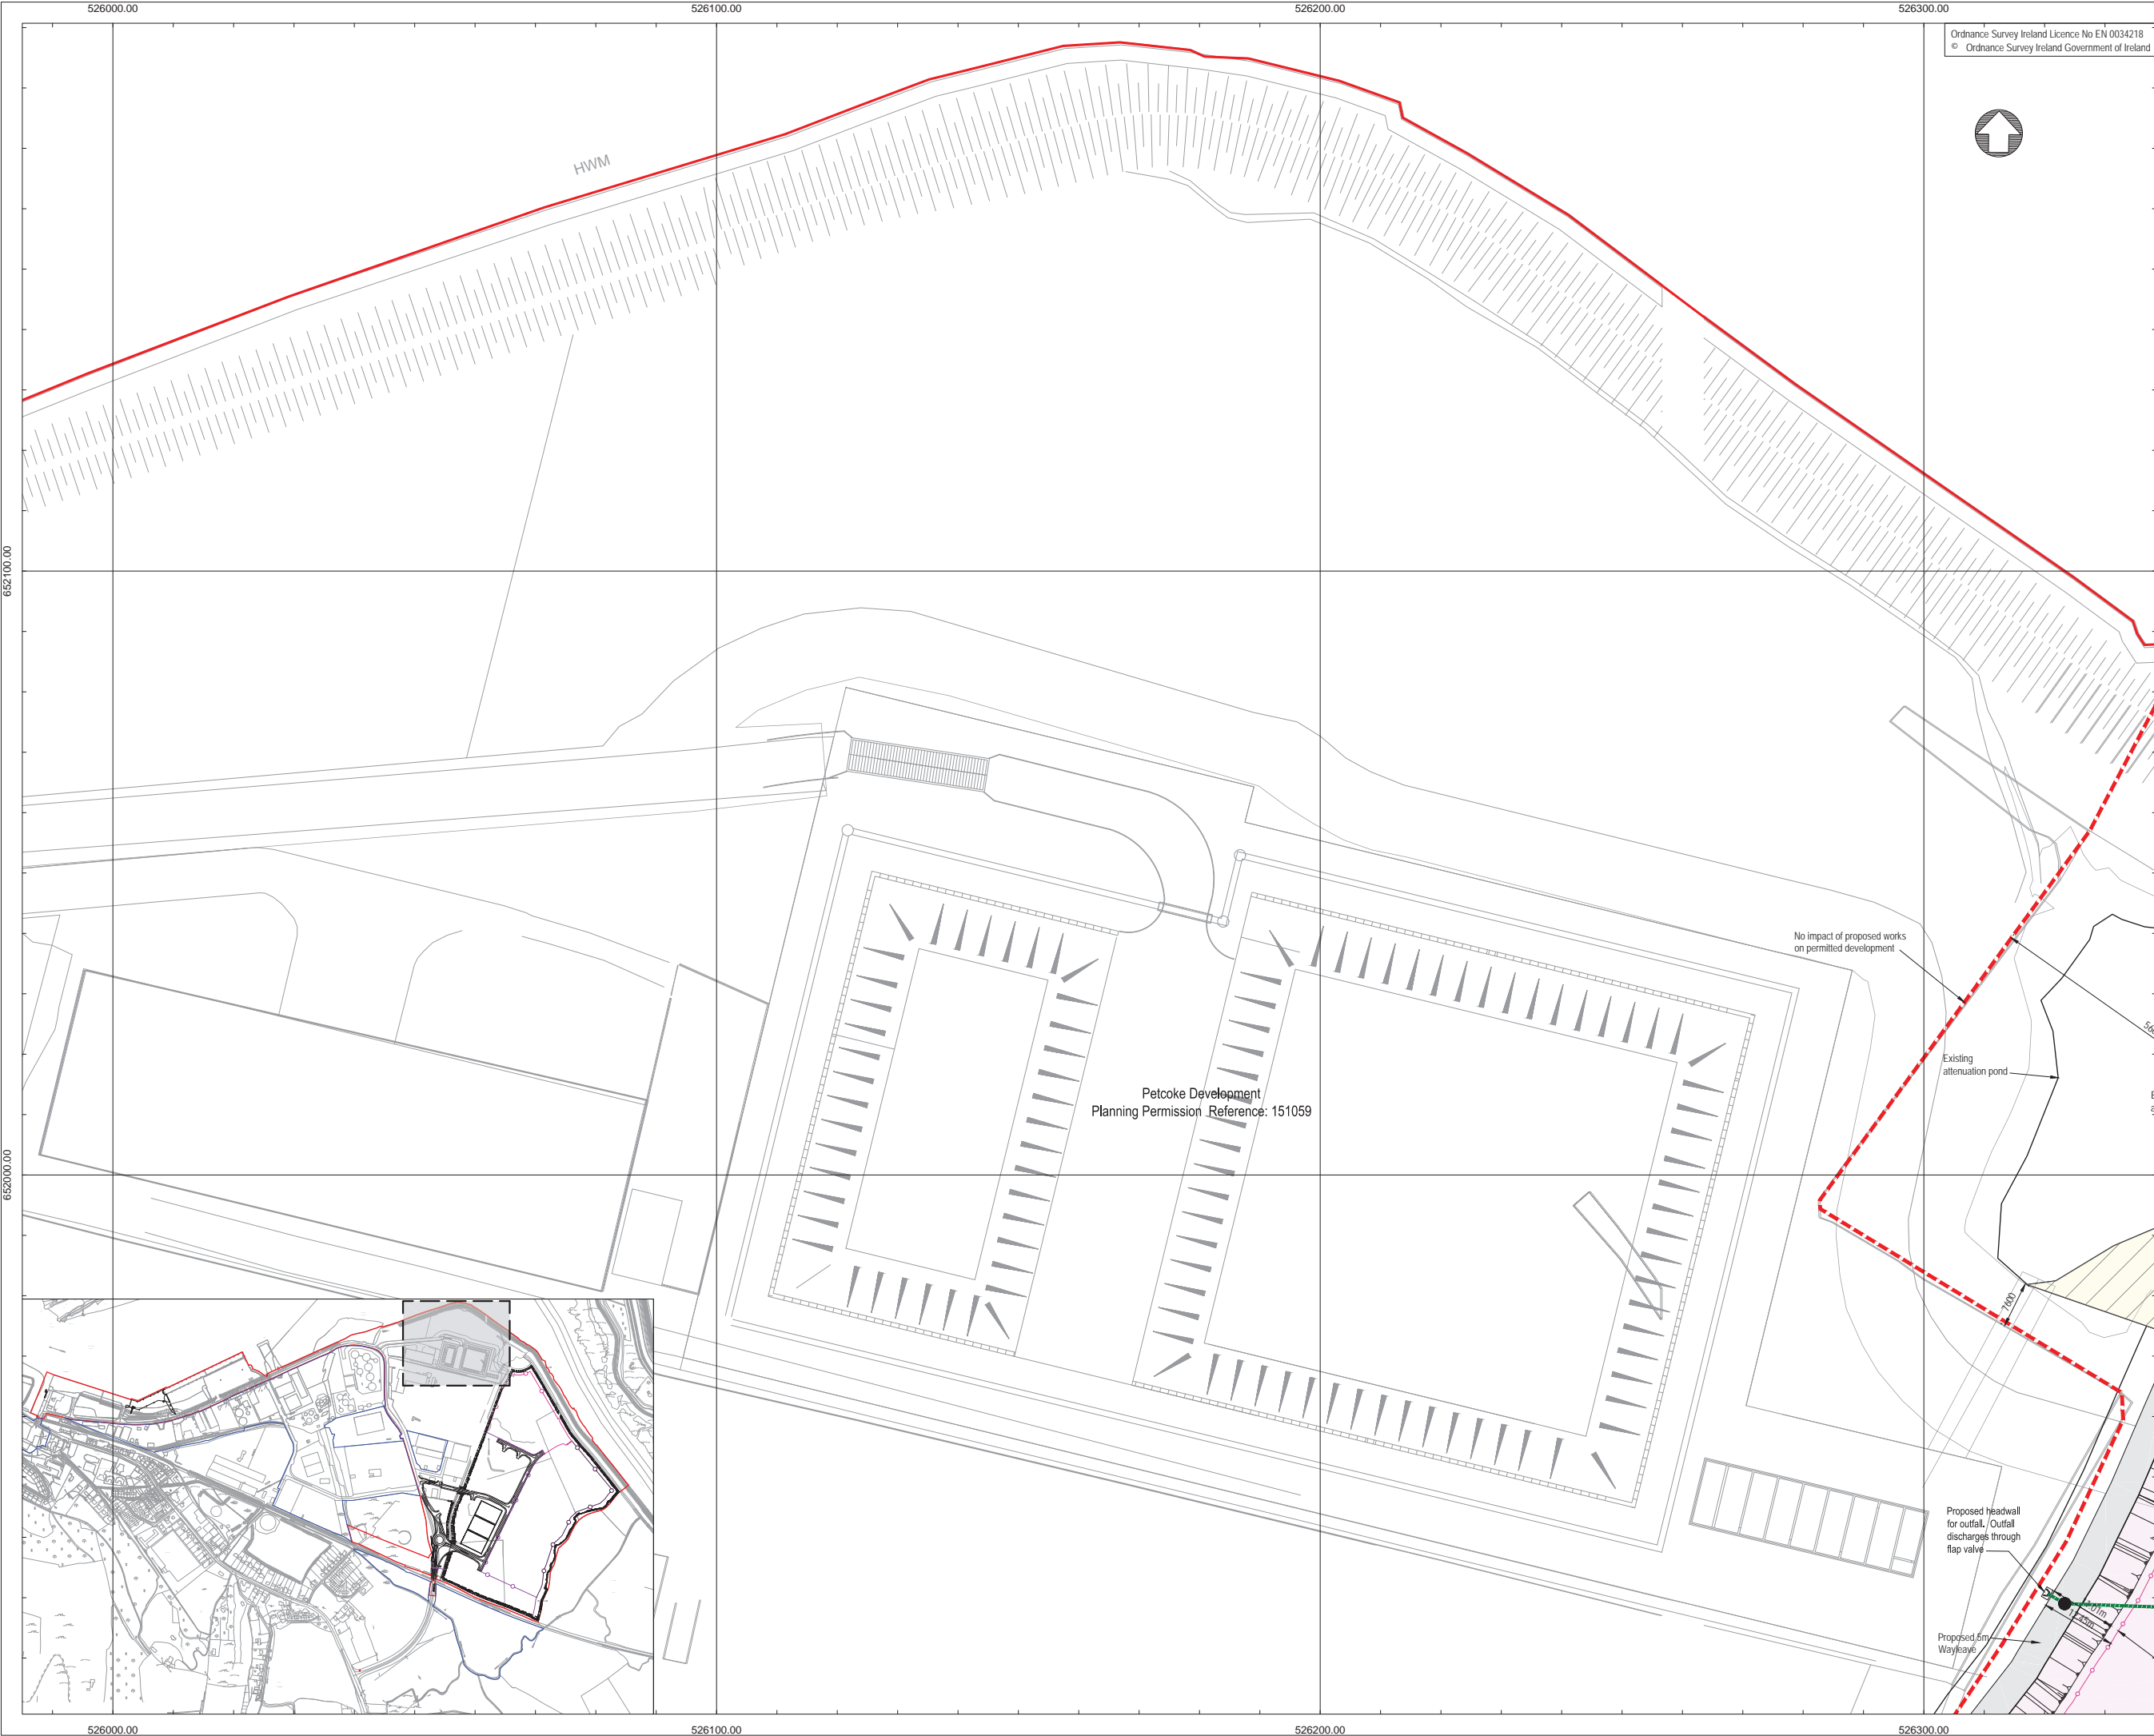 526000.00
526100.00
526200.00
526300.00
Ordnance Survey Ireland Licence No EN 0034218
© Ordnance Survey Ireland Government of Ireland
HWM
652100.00
No impact of proposed works
on permitted development
Existing
attenuation pond
Petcoke Development
Planning Permission Reference: 151059
652000.00
7600
Proposed headwall
for outfall. Outfall
discharges through
flap valve
Proposed 5m
Wayleave
526000.00
526100.00
526200.00
526300.00